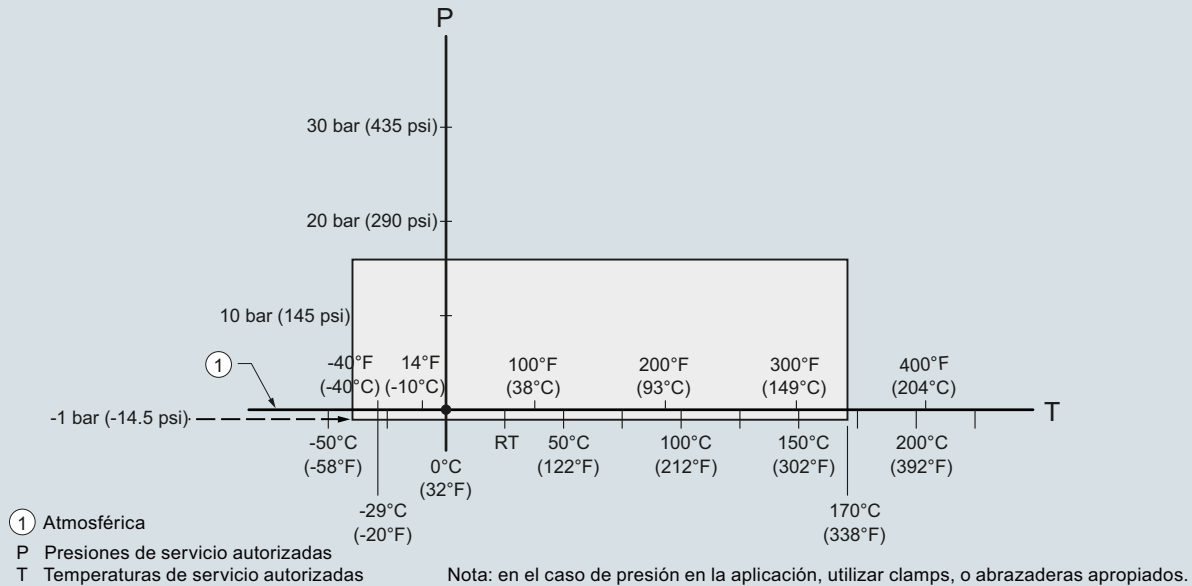 P
30 bar (435 psi)
20 bar (290 psi)
10 bar (145 psi)
1
-40°F 14°F 100°F 200°F 300°F 400°F
(-40°C) (-10°C) (38°C) (93°C) (149°C) (204°C)
-1 bar (-14.5 psi)
T
-50°C RT 50°C 100°C 150°C 200°C
(-58°F) 0°C (122°F) (212°F) (302°F) (392°F)
(32°F)
-29°C 170°C
(-20°F) (338°F)
1 Atmosférica
P Presiones de servicio autorizadas
T Temperaturas de servicio autorizadas
Nota: en el caso de presión en la aplicación, utilizar clamps, o abrazaderas apropiados.